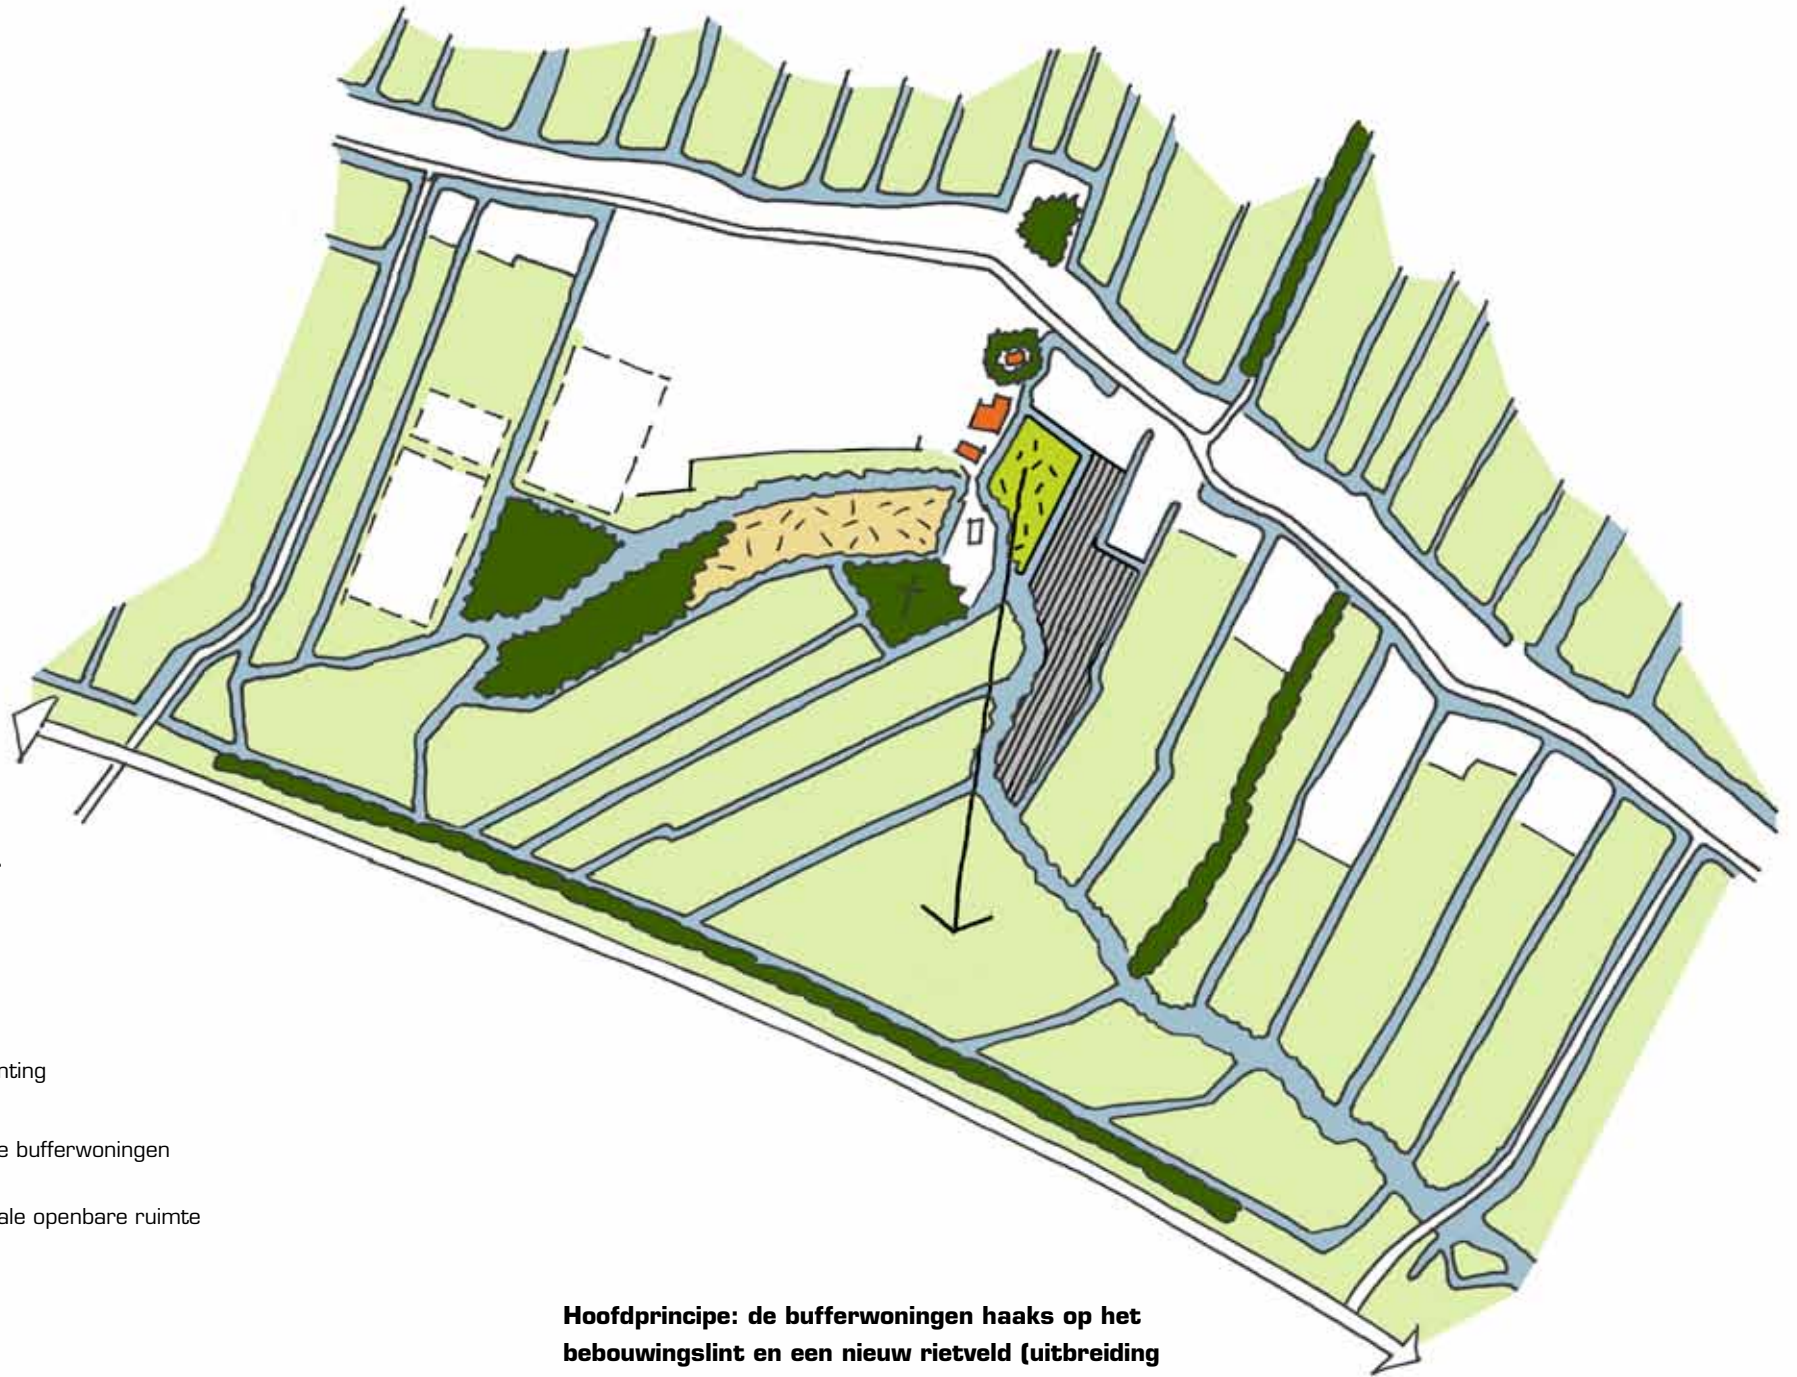 nting
e bufferwoningen
ale openbare ruimte
Hoofdprincipe: de bufferwoningen haaks op het
bebouwingslint en een nieuw rietveld (uitbreiding